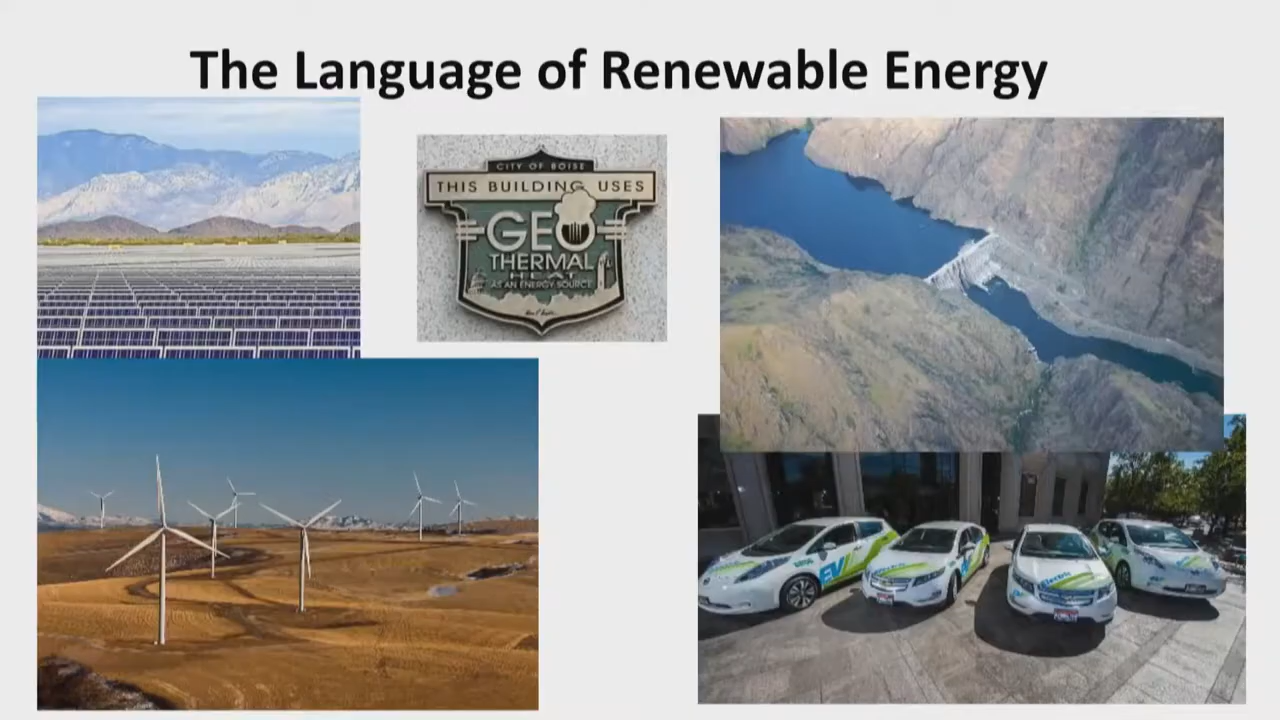 The Language of Renewable Energy
CITY OF BOISE
THIS BUILDING USES
GEO
THERMAL
HEAT
AS AN ENERGY SOURCE
EV
Electric